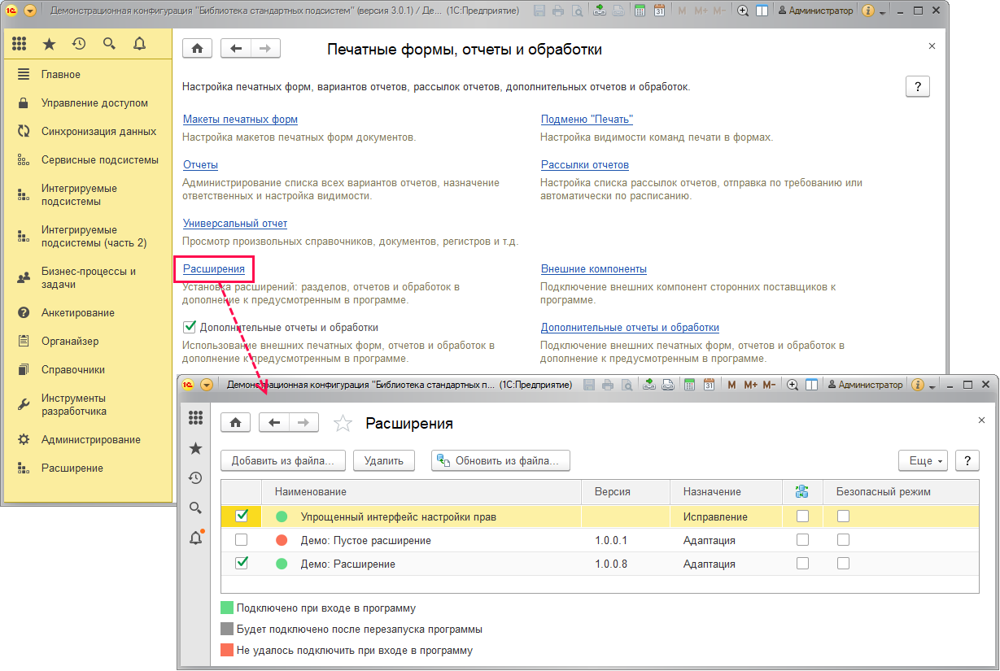 Демонстрационная конфигурация "Библиотека стандартных подсистем" (версия 3.0.1) / Де... (1С:Предприятие)
31
M M+ M-
Администратор
Печатные формы, отчеты и обработки
Настройка печатных форм, вариантов отчетов, рассылок отчетов, дополнительных отчетов и обработок.
?
Главное
Управление доступом
Синхронизация данных
Сервисные подсистемы
Интегрируемые
подсистемы
Интегрируемые
подсистемы (часть 2)
Бизнес-процессы и
задачи
Анкетирование
Органайзер
Справочники
Инструменты
разработчика
Администрирование
Расширение
Макеты печатных форм
Настройка макетов печатных форм документов.
Подменю "Печать"
Настройка видимости команд печати в формах.
Отчеты
Администрирование списка всех вариантов отчетов, назначение
ответственных и настройка видимости.
Рассылки отчетов
Настройка списка рассылок отчетов, отправка по требованию или
автоматически по расписанию.
Универсальный отчет
Просмотр произвольных справочников, документов, регистров и т.д.
Расширения
Установка расширений: разделов, отчетов и обработок в
дополнение к предусмотренным в программе.
Внешние компоненты
Подключение внешних компонент сторонних поставщиков к
программе.
Дополнительные отчеты и обработки
Использование внешних печатных форм, отчетов и обработок в
дополнение к предусмотренным в программе.
Дополнительные отчеты и обработки
Подключение внешних печатных форм, отчетов и обработок в
дополнение к предусмотренным в программе.
Демонстрационная конфигурация "Библиотека стандартных п... (1С:Предприятие)
31
M M+ M-
Администратор
Расширения
Добавить из файла... Удалить Обновить из файла... Еще ?
Наименование Версия Назначение Безопасный режим
Упрощенный интерфейс настройки прав Исправление
Демо: Пустое расширение 1.0.0.1 Адаптация
Демо: Расширение 1.0.0.8 Адаптация
Подключено при входе в программу
Будет подключено после перезапуска программы
Не удалось подключить при входе в программу